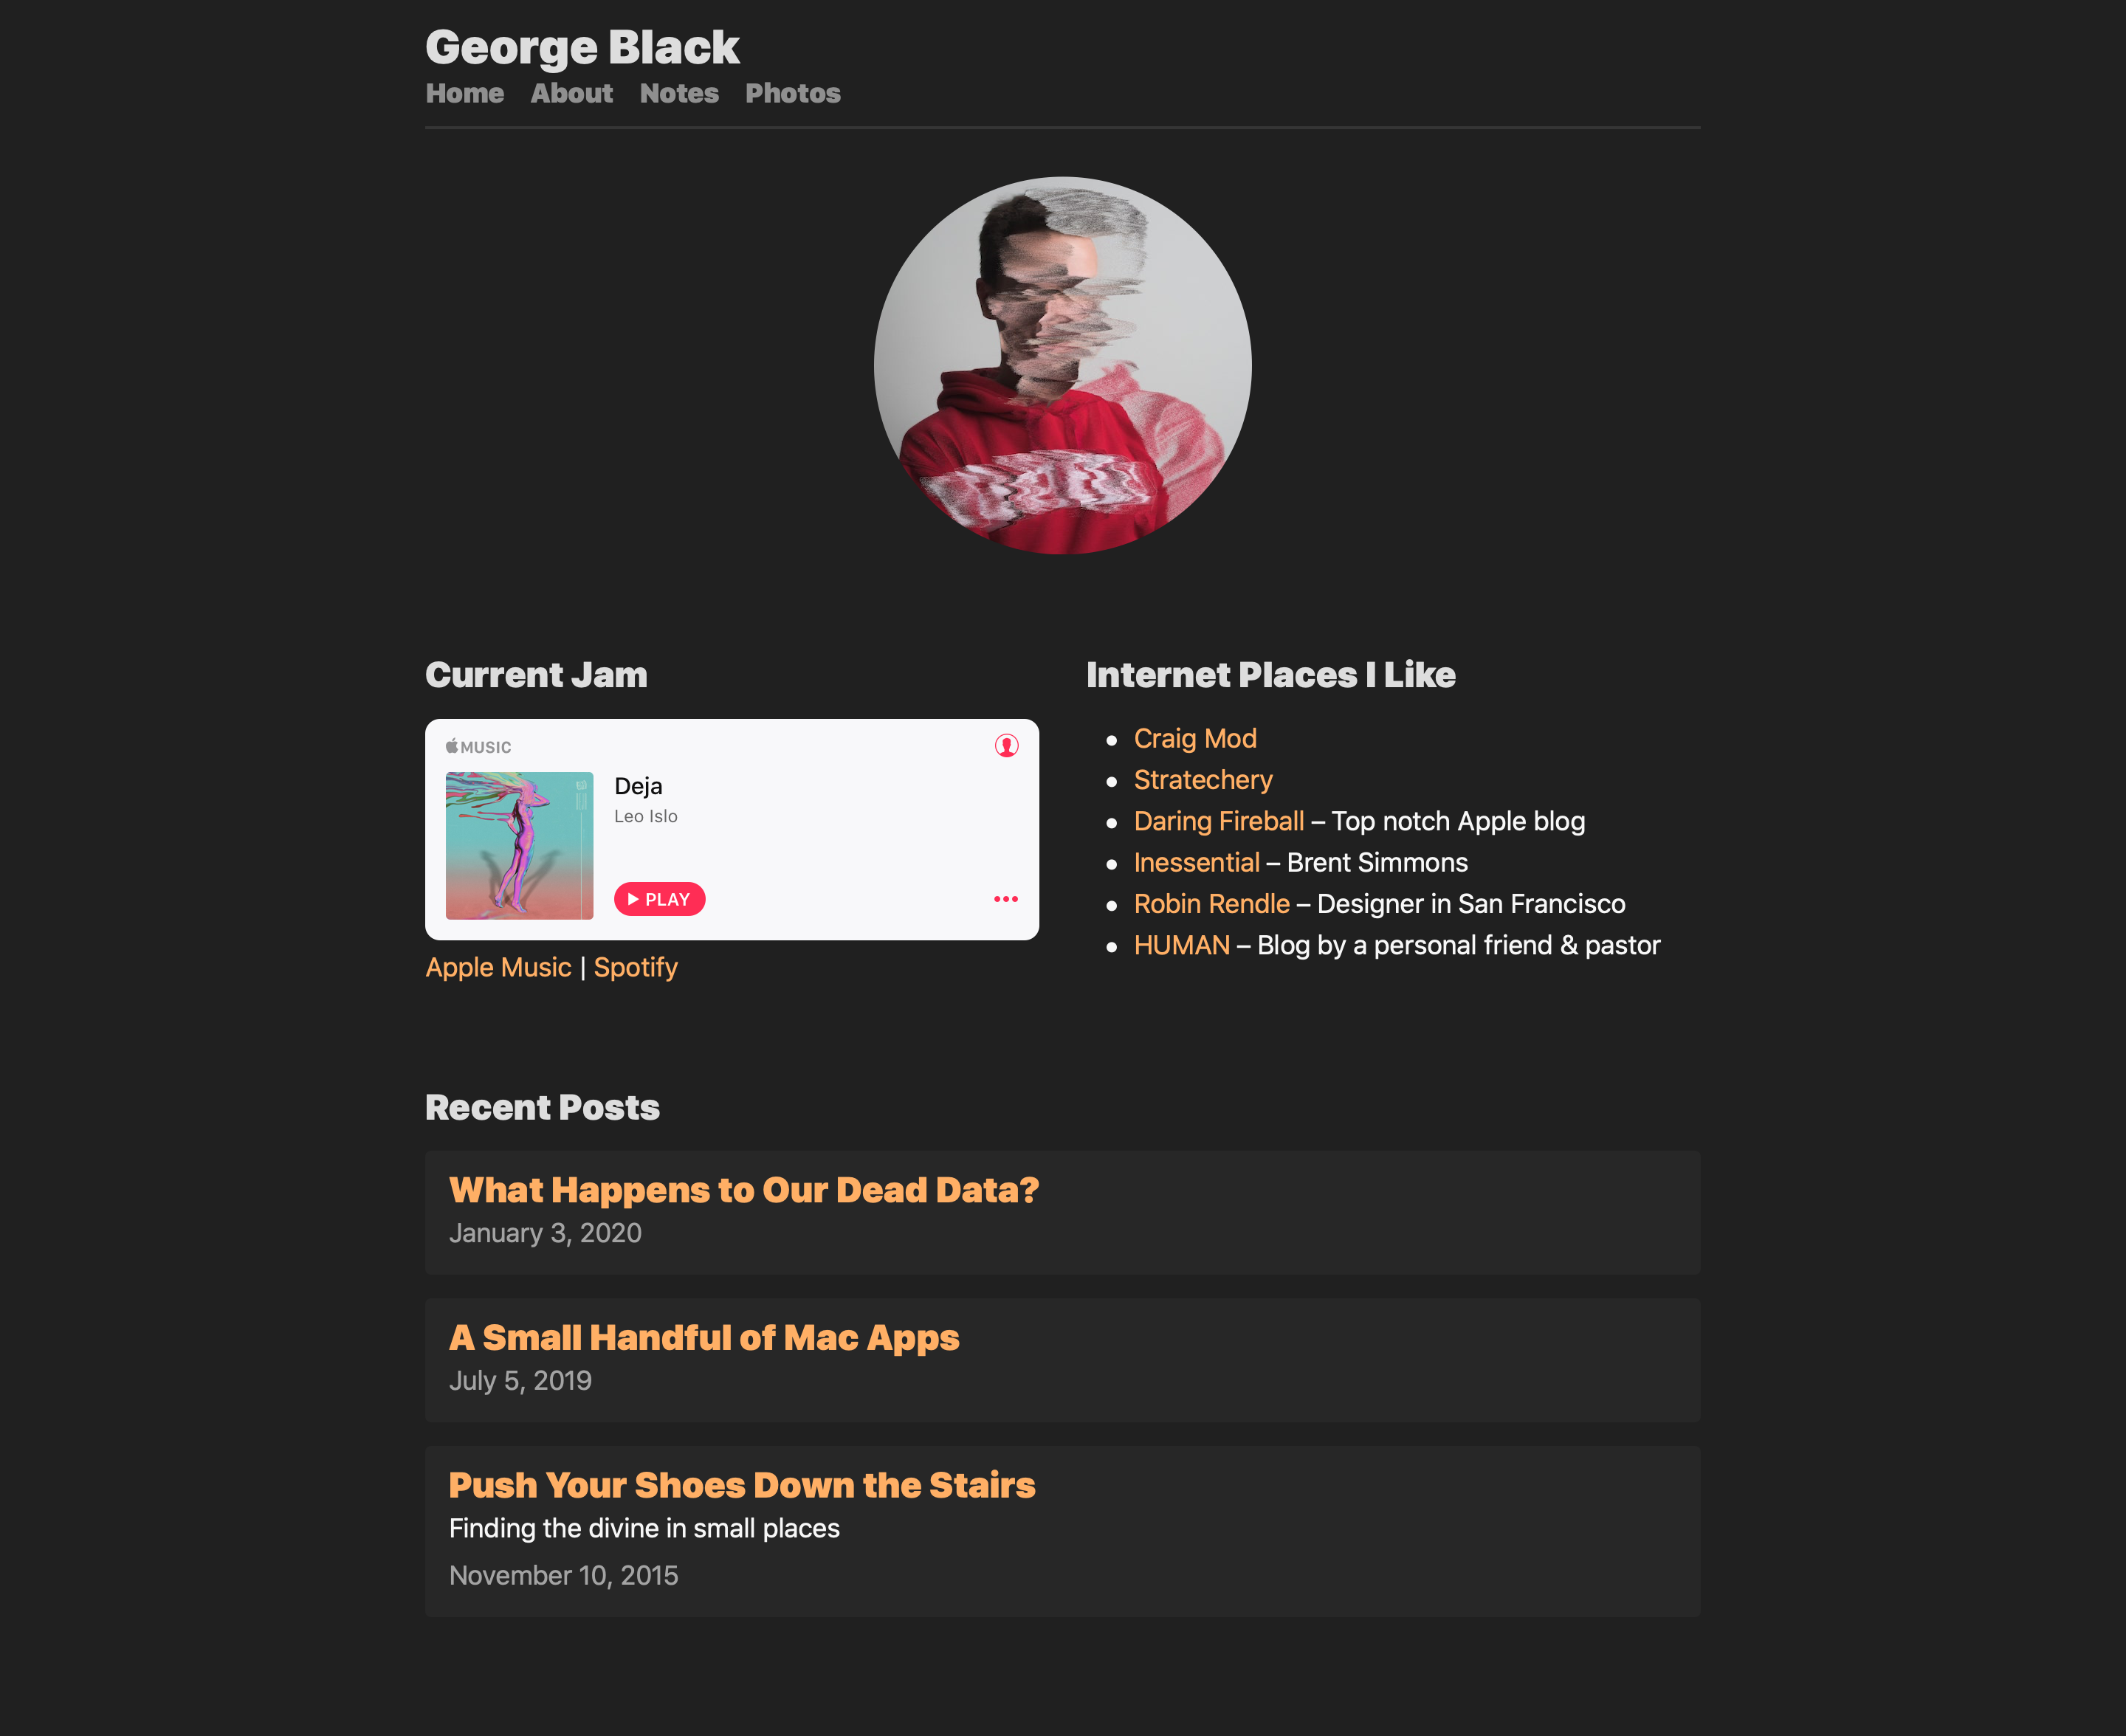 George Black
Home About Notes Photos
Current Jam
MUSIC
Deja
Leo Islo
PLAY
Apple Music | Spotify
Internet Places I Like
Craig Mod
Stratechery
Daring Fireball – Top notch Apple blog
Inessential – Brent Simmons
Robin Rendle – Designer in San Francisco
HUMAN – Blog by a personal friend & pastor
Recent Posts
What Happens to Our Dead Data?
January 3, 2020
A Small Handful of Mac Apps
July 5, 2019
Push Your Shoes Down the Stairs
Finding the divine in small places
November 10, 2015